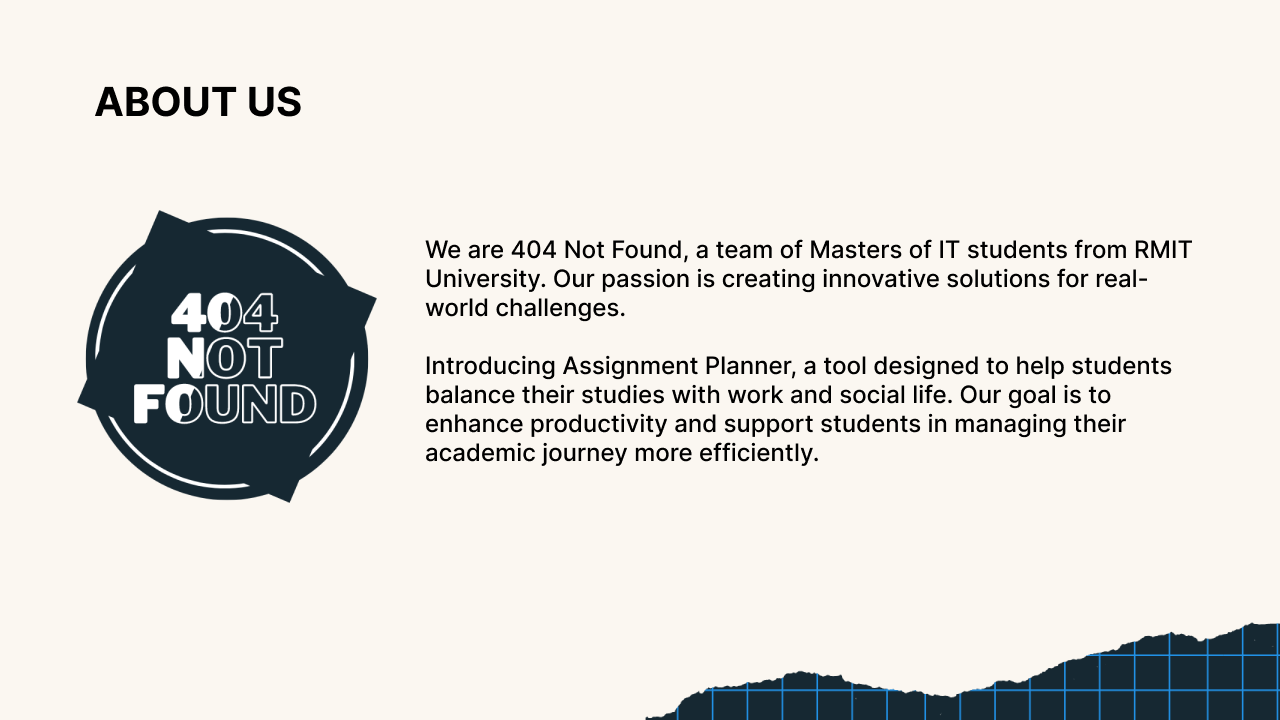 ABOUT US
404
NOT
FOUND
We are 404 Not Found, a team of Masters of IT students from RMIT
University. Our passion is creating innovative solutions for real-
world challenges.
Introducing Assignment Planner, a tool designed to help students
balance their studies with work and social life. Our goal is to
enhance productivity and support students in managing their
academic journey more efficiently.